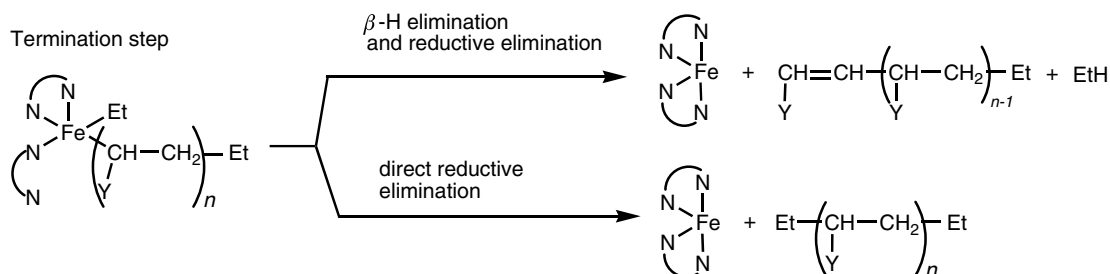 Termination step
β-H elimination
and reductive elimination
N N N N Fe + CH=CH(CH-CH2)n-1 Et + EtH
Y Y
N N Et
N Fe (CH-CH2)n Et
N Y
direct reductive
elimination
N N N N Fe + Et(CH-CH2)n Et
Y